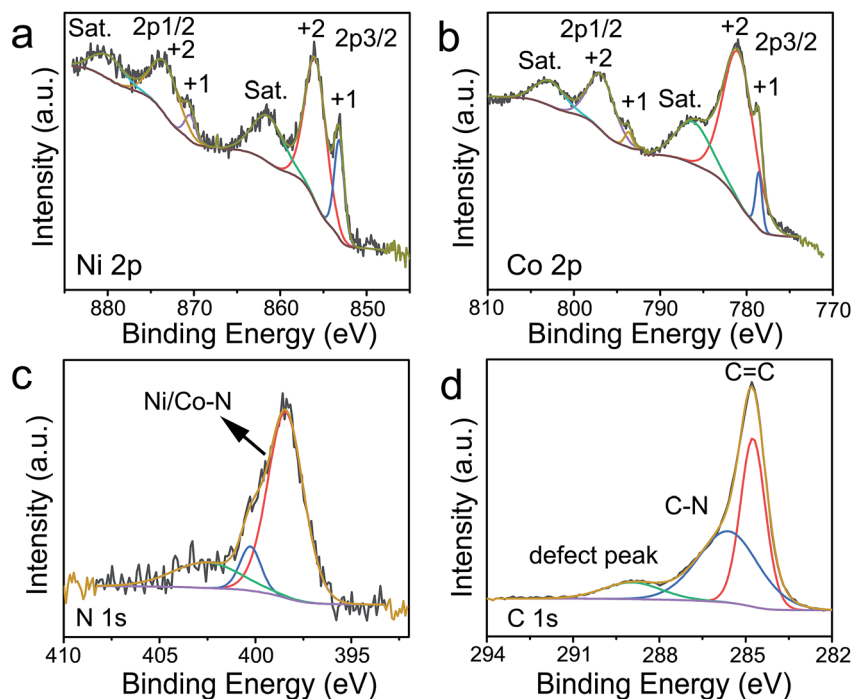 a
Sat.
2p1/2
+2
+1
Sat.
+2
2p3/2
+1
Ni 2p
Intensity (a.u.)
880 870 860 850
Binding Energy (eV)
b
Sat.
2p1/2
+2
+1
Sat.
+2
2p3/2
+1
Co 2p
Intensity (a.u.)
810 800 790 780 770
Binding Energy (eV)
c
Ni/Co-N
N 1s
Intensity (a.u.)
410 405 400 395
Binding Energy (eV)
d
C=C
C-N
defect peak
C 1s
Intensity (a.u.)
294 291 288 285 282
Binding Energy (eV)